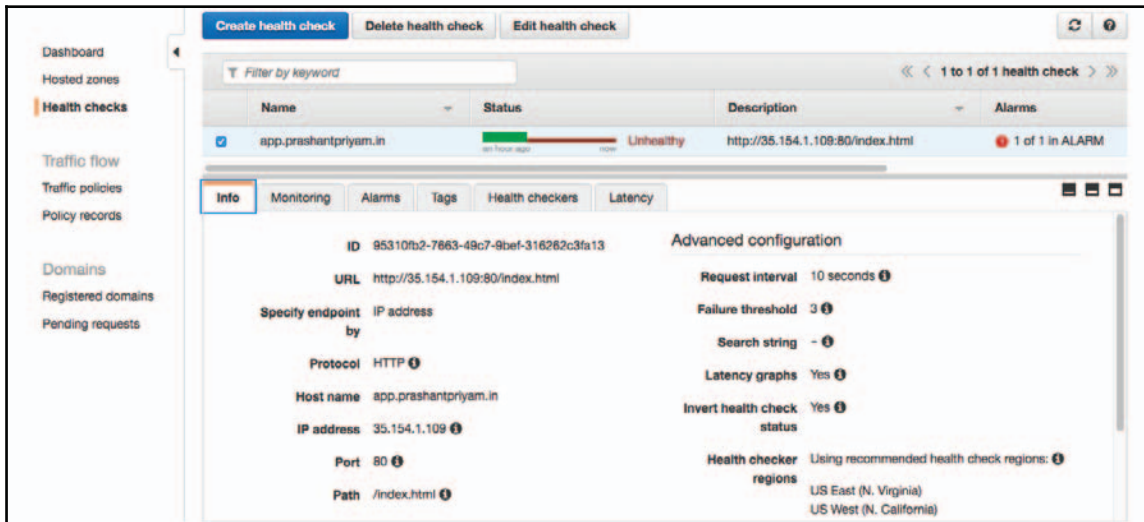 Create health check Delete health check Edit health check
Dashboard
Hosted zones
Health checks
Traffic flow
Traffic policies
Policy records
Domains
Registered domains
Pending requests
Filter by keyword
1 to 1 of 1 health check
Name Status Description Alarms
app.prashantpriyam.in Unhealthy http://35.154.1.109:80/index.html 1 of 1 in ALARM
an hour ago now
Info Monitoring Alarms Tags Health checkers Latency
ID 95310fb2-7663-49c7-9bef-316262c3fa13
URL http://35.154.1.109:80/index.html
Specify endpoint by IP address
Protocol HTTP
Host name app.prashantpriyam.in
IP address 35.154.1.109
Port 80
Path /index.html
Advanced configuration
Request interval 10 seconds
Failure threshold 3
Search string -
Latency graphs Yes
Invert health check status Yes
Health checker regions Using recommended health check regions:
US East (N. Virginia)
US West (N. California)